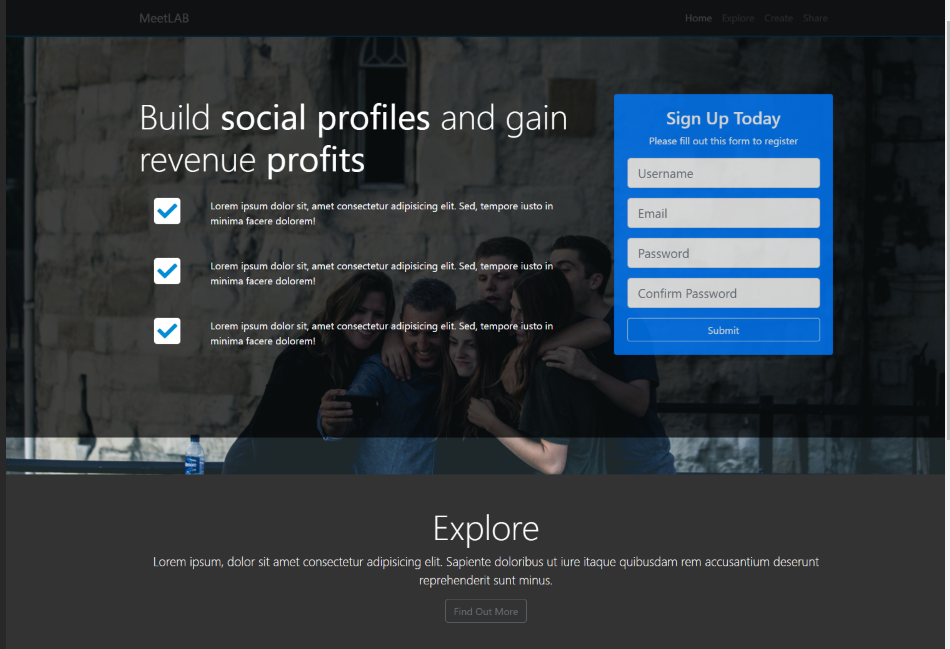 MeetLAB
Home Explore Create Share
Build social profiles and gain
revenue profits
Lorem ipsum dolor sit, amet consectetur adipisicing elit. Sed, tempore iusto in
minima facere dolorem!
Lorem ipsum dolor sit, amet consectetur adipisicing elit. Sed, tempore iusto in
minima facere dolorem!
Lorem ipsum dolor sit, amet consectetur adipisicing elit. Sed, tempore iusto in
minima facere dolorem!
Sign Up Today
Please fill out this form to register
Username
Email
Password
Confirm Password
Submit
Explore
Lorem ipsum, dolor sit amet consectetur adipisicing elit. Sapiente doloribus ut iure itaque quibusdam rem accusantium deserunt
reprehenderit sunt minus.
Find Out More